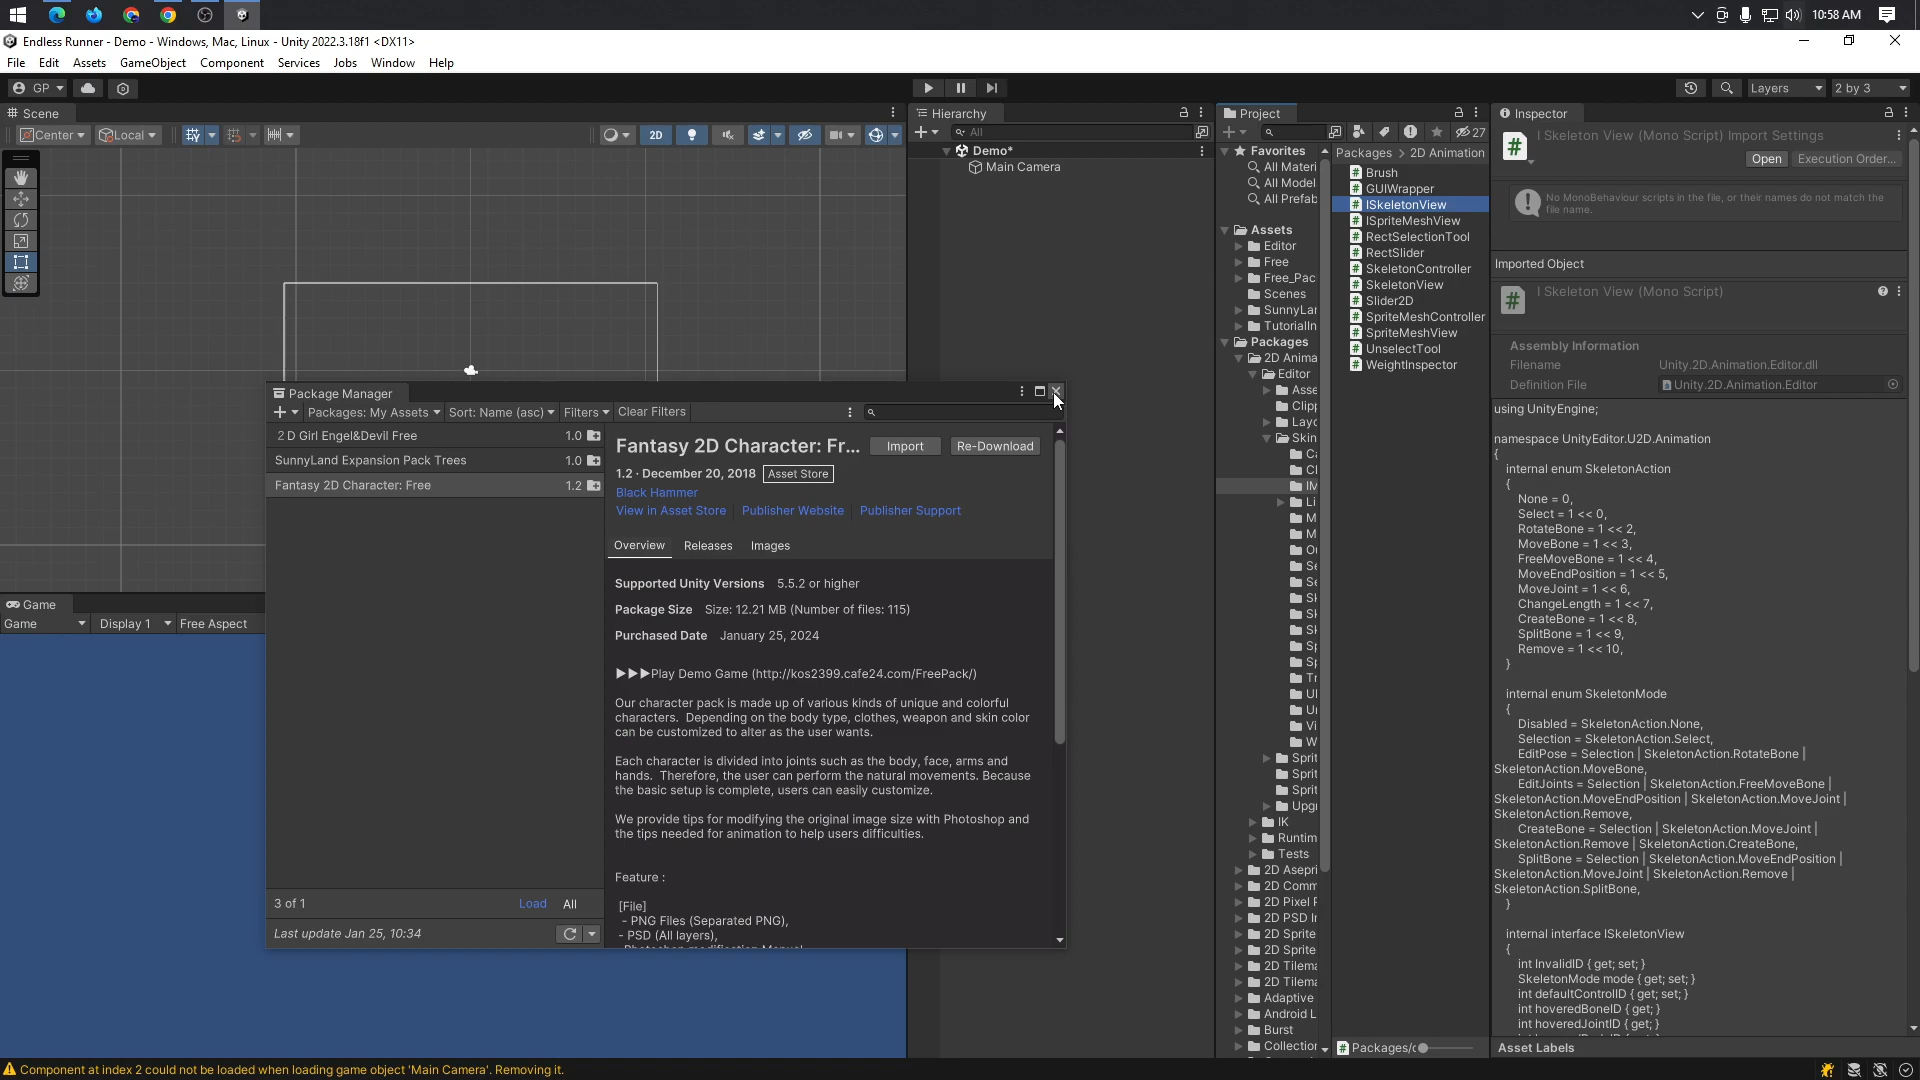 10:58 AM
Endless Runner - Demo - Windows, Mac, Linux - Unity 2022.3.18f1 <DX11>
File Edit Assets GameObject Component Services Jobs Window Help
GP
Layers
2 by 3
Scene
Center
Local
2D
Hierarchy
All
Demo*
Main Camera
Project
27
Favorites
All Materi
All Model
All Prefab
Assets
Editor
Free
Free_Pac
Scenes
SunnyLar
TutorialIn
Packages
2D Anima
Editor
Asse
Clipp
Layo
Skin
IM
Li
Sprit
Sprit
Sprit
Upgr
IK
Runtim
Tests
2D Asepri
2D Comm
2D Pixel P
2D PSD Ir
2D Sprite
2D Sprite
2D Tilema
2D Tilema
Adaptive
Android L
Burst
Collection
Packages > 2D Animation
Brush
GUIWrapper
ISkeletonView
ISpriteMeshView
RectSelectionTool
RectSlider
SkeletonController
SkeletonView
Slider2D
SpriteMeshController
SpriteMeshView
UnselectTool
WeightInspector
Packages/c
Inspector
I Skeleton View (Mono Script) Import Settings
Open
Execution Order...
No MonoBehaviour scripts in the file, or their names do not match the
file name.
Imported Object
I Skeleton View (Mono Script)
Assembly Information
Filename Unity.2D.Animation.Editor.dll
Definition File Unity.2D.Animation.Editor
using UnityEngine;
namespace UnityEditor.U2D.Animation
{
internal enum SkeletonAction
{
None = 0,
Select = 1 << 0,
RotateBone = 1 << 2,
MoveBone = 1 << 3,
FreeMoveBone = 1 << 4,
MoveEndPosition = 1 << 5,
MoveJoint = 1 << 6,
ChangeLength = 1 << 7,
CreateBone = 1 << 8,
SplitBone = 1 << 9,
Remove = 1 << 10,
}
internal enum SkeletonMode
{
Disabled = SkeletonAction.None,
Selection = SkeletonAction.Select,
EditPose = Selection | SkeletonAction.RotateBone |
SkeletonAction.MoveBone,
EditJoints = Selection | SkeletonAction.FreeMoveBone |
SkeletonAction.MoveEndPosition | SkeletonAction.MoveJoint |
SkeletonAction.Remove,
CreateBone = Selection | SkeletonAction.MoveJoint |
SkeletonAction.Remove | SkeletonAction.CreateBone,
SplitBone = Selection | SkeletonAction.MoveEndPosition |
SkeletonAction.MoveJoint | SkeletonAction.Remove |
SkeletonAction.SplitBone,
}
internal interface ISkeletonView
{
int InvalidID { get; set; }
SkeletonMode mode { get; set; }
int defaultControlID { get; set; }
int hoveredBoneID { get; }
int hoveredJointID { get; }
Asset Labels
Package Manager
Packages: My Assets
Sort: Name (asc)
Filters
Clear Filters
2 D Girl Engel&Devil Free 1.0
SunnyLand Expansion Pack Trees 1.0
Fantasy 2D Character: Free 1.2
3 of 1
Load
All
Last update Jan 25, 10:34
Fantasy 2D Character: Fr...
Import
Re-Download
1.2 · December 20, 2018
Asset Store
Black Hammer
View in Asset Store
Publisher Website
Publisher Support
Overview
Releases
Images
Supported Unity Versions 5.5.2 or higher
Package Size Size: 12.21 MB (Number of files: 115)
Purchased Date January 25, 2024
▶▶▶Play Demo Game (http://kos2399.cafe24.com/FreePack/)
Our character pack is made up of various kinds of unique and colorful
characters. Depending on the body type, clothes, weapon and skin color
can be customized to alter as the user wants.
Each character is divided into joints such as the body, face, arms and
hands. Therefore, the user can perform the natural movements. Because
the basic setup is complete, users can easily customize.
We provide tips for modifying the original image size with Photoshop and
the tips needed for animation to help users difficulties.
Feature :
[File]
- PNG Files (Separated PNG),
- PSD (All layers),
Game
Game
Display 1
Free Aspect
Component at index 2 could not be loaded when loading game object 'Main Camera'. Removing it.